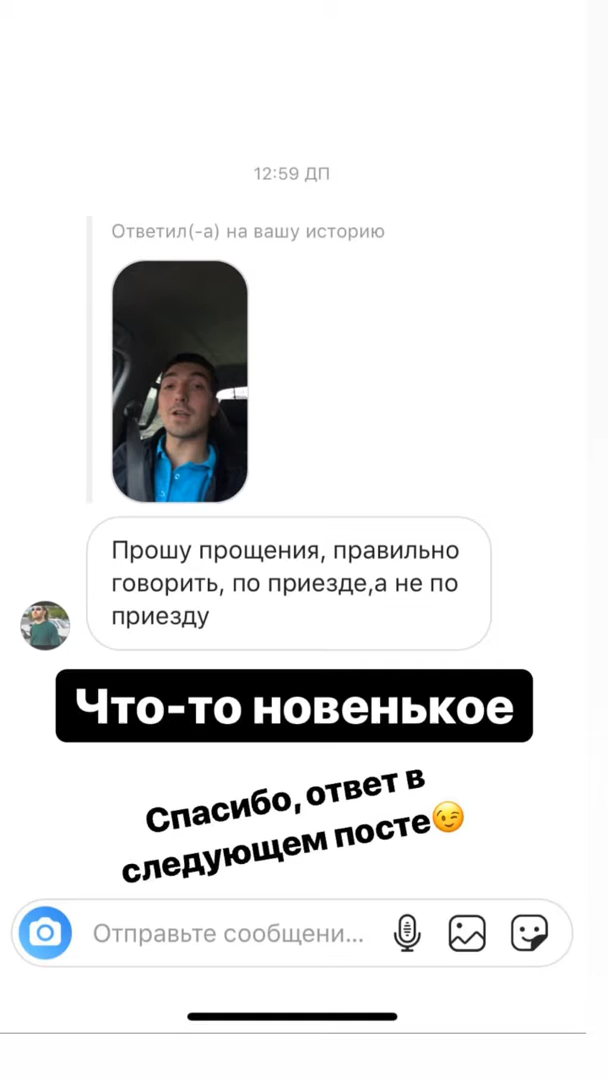 12:59 ДП
Ответил(-а) на вашу историю
Прошу прощения, правильно
говорить, по приезде,а не по
приезду
Что-то новенькое
Спасибо, ответ в
следующем посте😉
Отправьте сообщени...